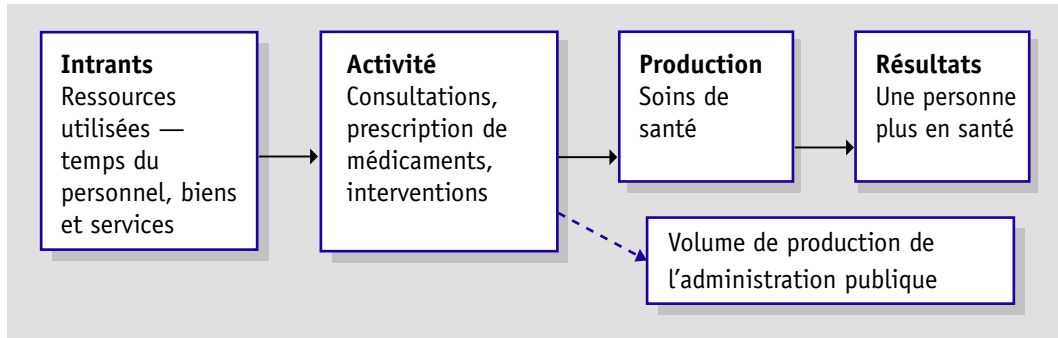 Intrants
Ressources
utilisées —
temps du
personnel, biens
et services
Activité
Consultations,
prescription de
médicaments,
interventions
Production
Soins de
santé
Résultats
Une personne
plus en santé
Volume de production de
l’administration publique